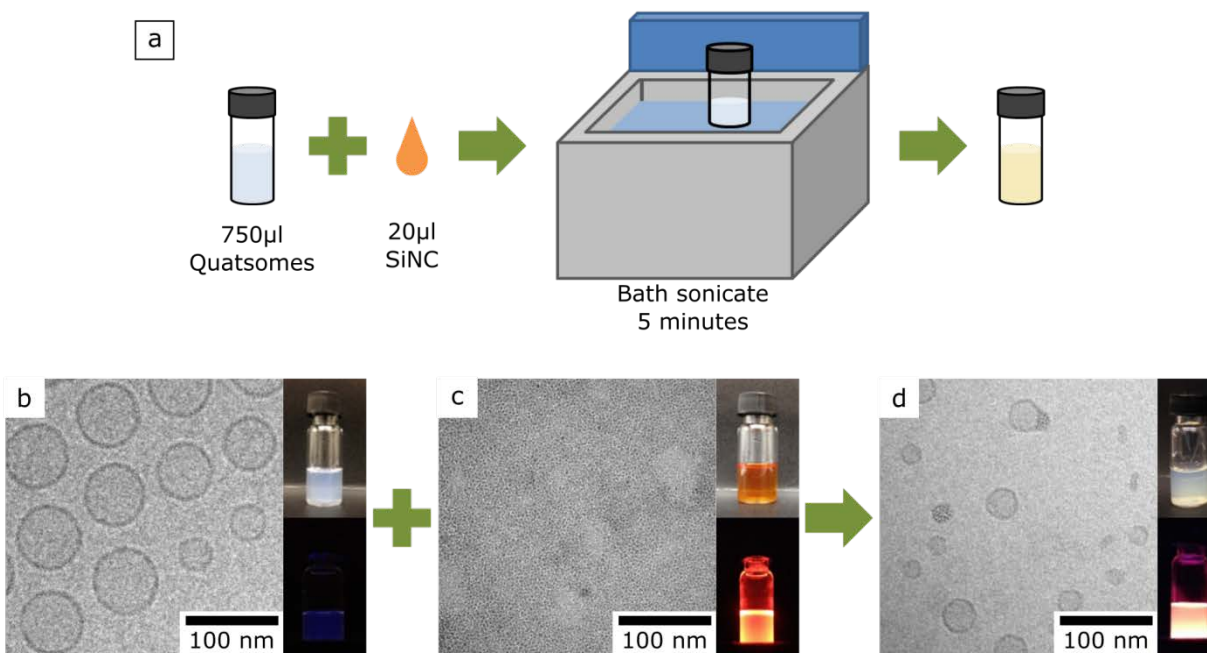 a
750µl
Quatsomes
20µl
SiNC
Bath sonicate
5 minutes
b
100 nm
c
100 nm
d
100 nm